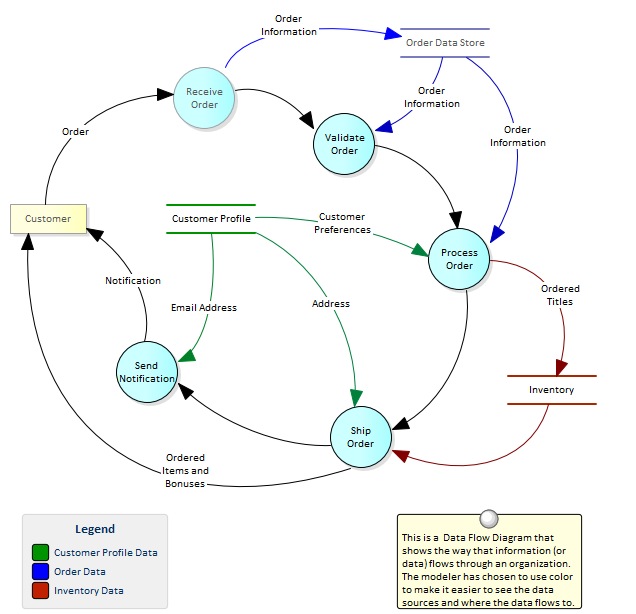 Order
Information
Order Data Store
Receive
Order
Order
Information
Order
Validate
Order
Order
Information
Customer
Customer Profile
Customer
Preferences
Process
Order
Notification
Email Address
Address
Ordered
Titles
Send
Notification
Inventory
Ship
Order
Ordered
Items and
Bonuses
Legend
Customer Profile Data
Order Data
Inventory Data
This is a Data Flow Diagram that
shows the way that information (or
data) flows through an organization.
The modeler has chosen to use color
to make it easier to see the data
sources and where the data flows to.